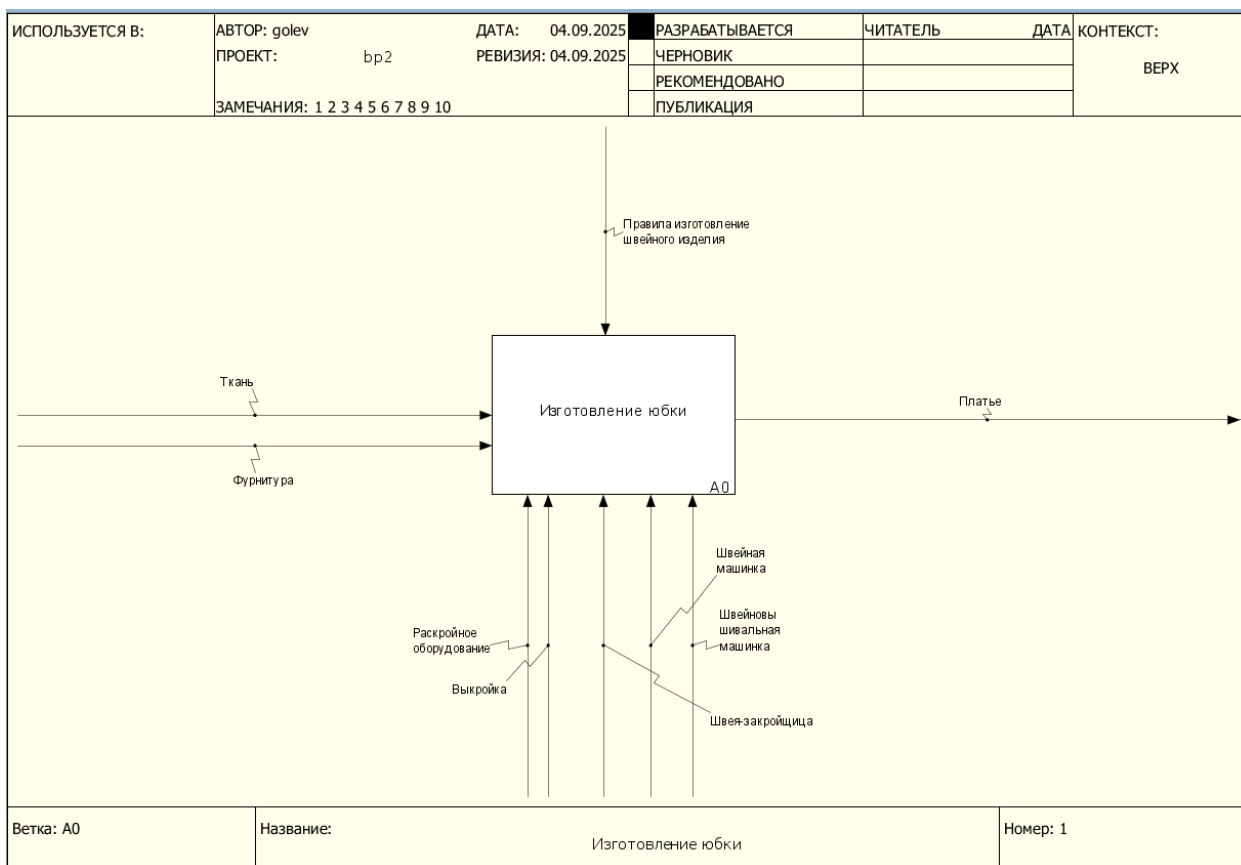 ИСПОЛЬЗУЕТСЯ В:
АВТОР: golev
ДАТА: 04.09.2025
РАЗРАБАТЫВАЕТСЯ
ЧИТАТЕЛЬ
ДАТА
КОНТЕКСТ:
ПРОЕКТ: bp2
РЕВИЗИЯ: 04.09.2025
ЧЕРНОВИК
ВЕРХ
РЕКОМЕНДОВАНО
ЗАМЕЧАНИЯ: 1 2 3 4 5 6 7 8 9 10
ПУБЛИКАЦИЯ
Правила изготовление
швейного изделия
Ткань
Фурнитура
Изготовление юбки
A0
Платье
Швейная
машинка
Раскройное
оборудование
Швейновы
шивальная
машинка
Выкройка
Швея-закройщица
Ветка: A0
Название:
Изготовление юбки
Номер: 1